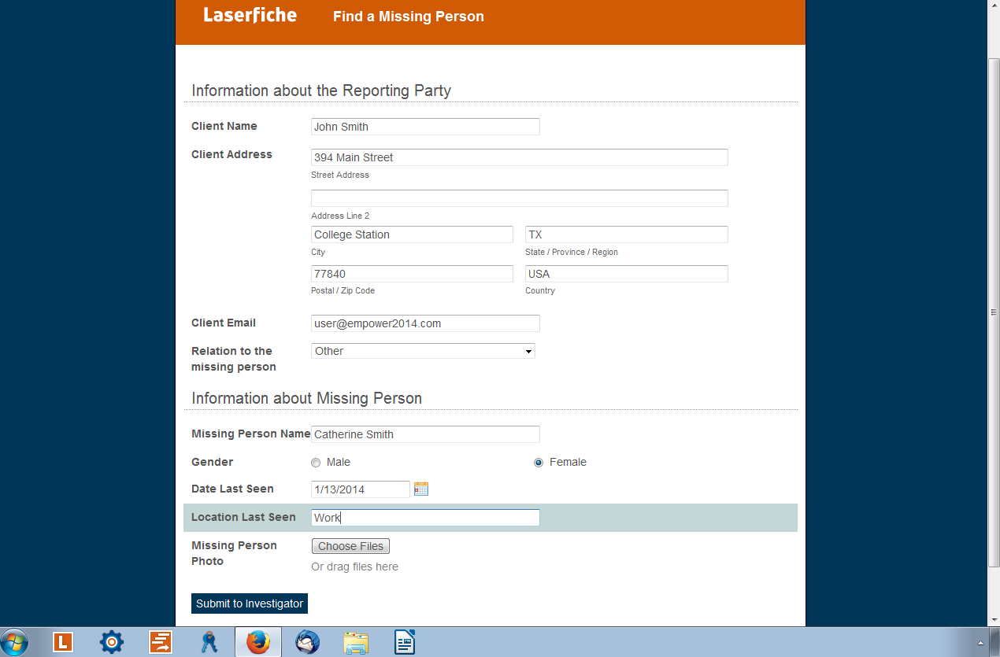 Laserfiche Find a Missing Person
Information about the Reporting Party
Client Name John Smith
Client Address 394 Main Street
Street Address
Address Line 2
College Station TX
City State / Province / Region
77840 USA
Postal / Zip Code Country
Client Email user@empower2014.com
Relation to the Other
missing person
Information about Missing Person
Missing Person Name Catherine Smith
Gender Male Female
Date Last Seen 1/13/2014
Location Last Seen Work
Missing Person Choose Files
Photo Or drag files here
Submit to Investigator
L